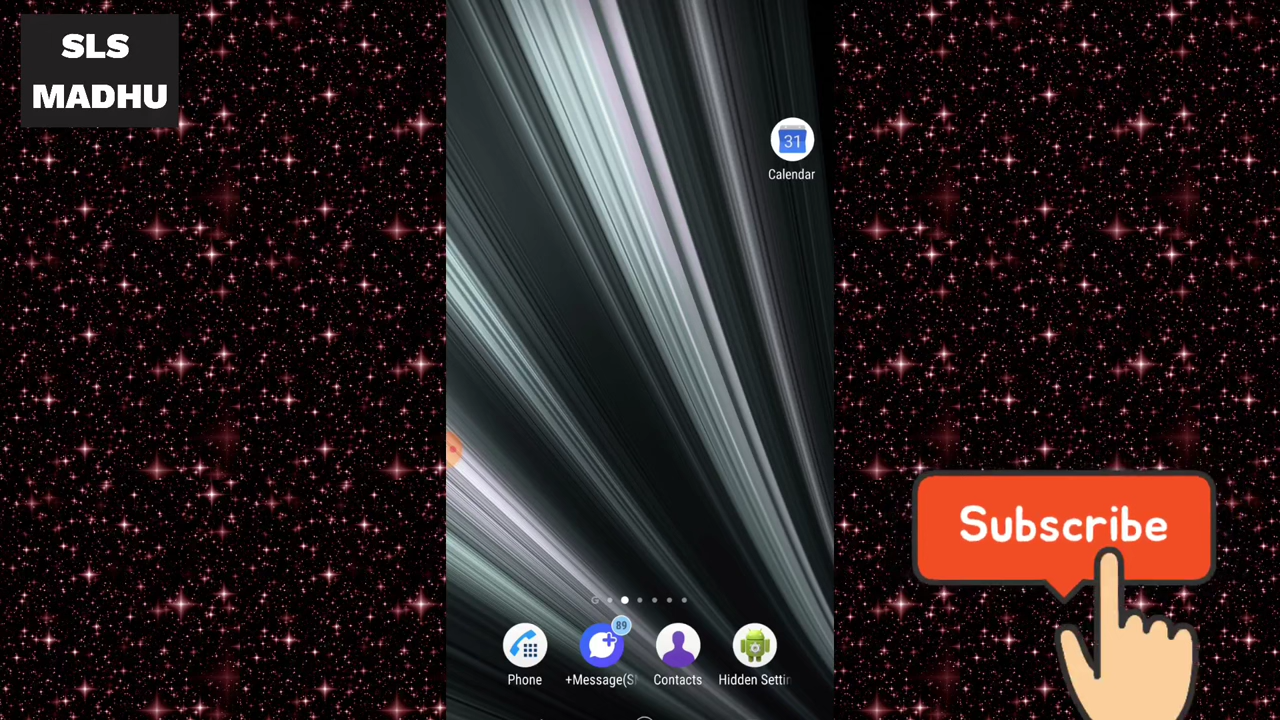 SLS
MADHU
31
Calendar
Subscribe
G
89
Phone
+Message(S
Contacts
Hidden Settin